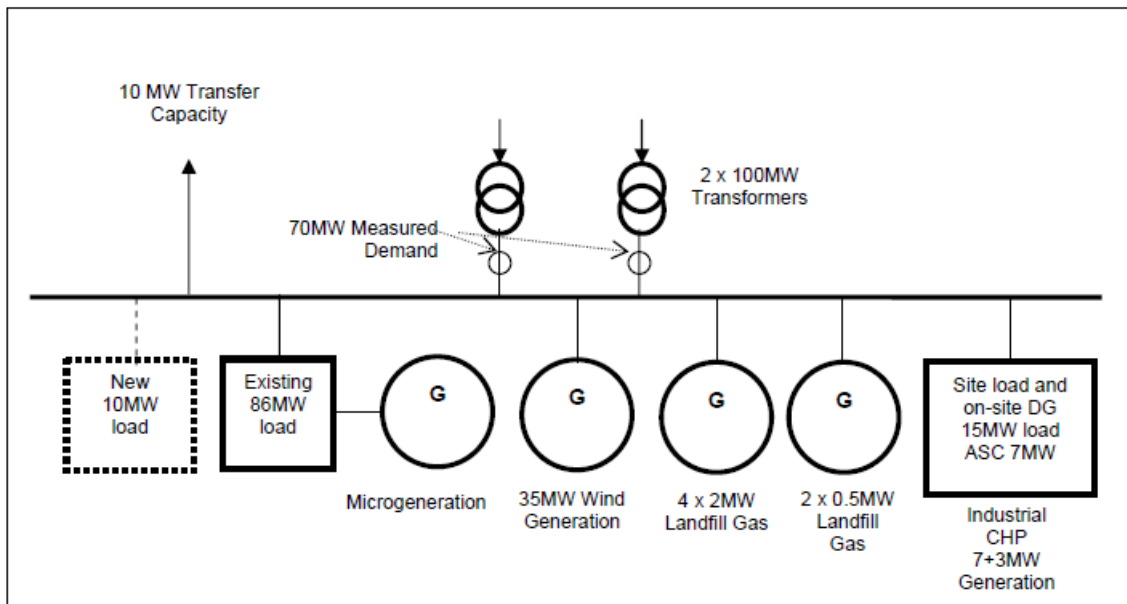 10 MW Transfer
Capacity
2 x 100MW
Transformers
70MW Measured
Demand
New
10MW
load
Existing
86MW
load
G
G
G
G
Site load and
on-site DG
15MW load
ASC 7MW
Microgeneration
35MW Wind
Generation
4 x 2MW
Landfill Gas
2 x 0.5MW
Landfill
Gas
Industrial
CHP
7+3MW
Generation